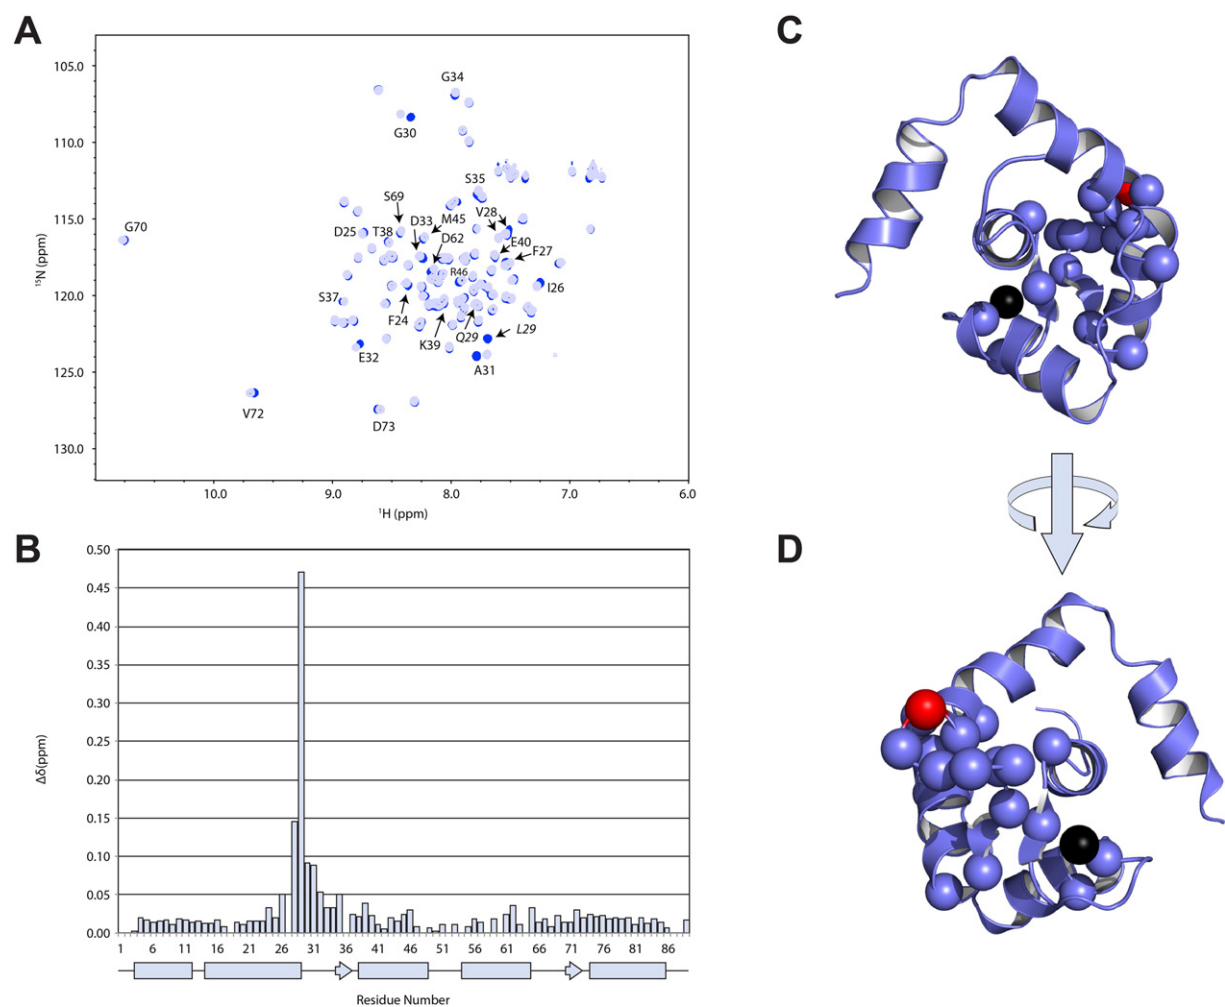 A
105.0
110.0
115.0
120.0
125.0
130.0
¹⁵N (ppm)
10.0
9.0
8.0
7.0
6.0
¹H (ppm)
G34
G30
S35
S69
D33
M45
V28
G70
D25
T38
D62
E40
F27
R46
I26
S37
F24
K39
Q29
L29
E32
A31
V72
D73
B
0.50
0.45
0.40
0.35
0.30
0.25
0.20
0.15
0.10
0.05
0.00
Δδ(ppm)
1 6 11 16 21 26 31 36 41 46 51 56 61 66 71 76 81 86
Residue Number
C
D